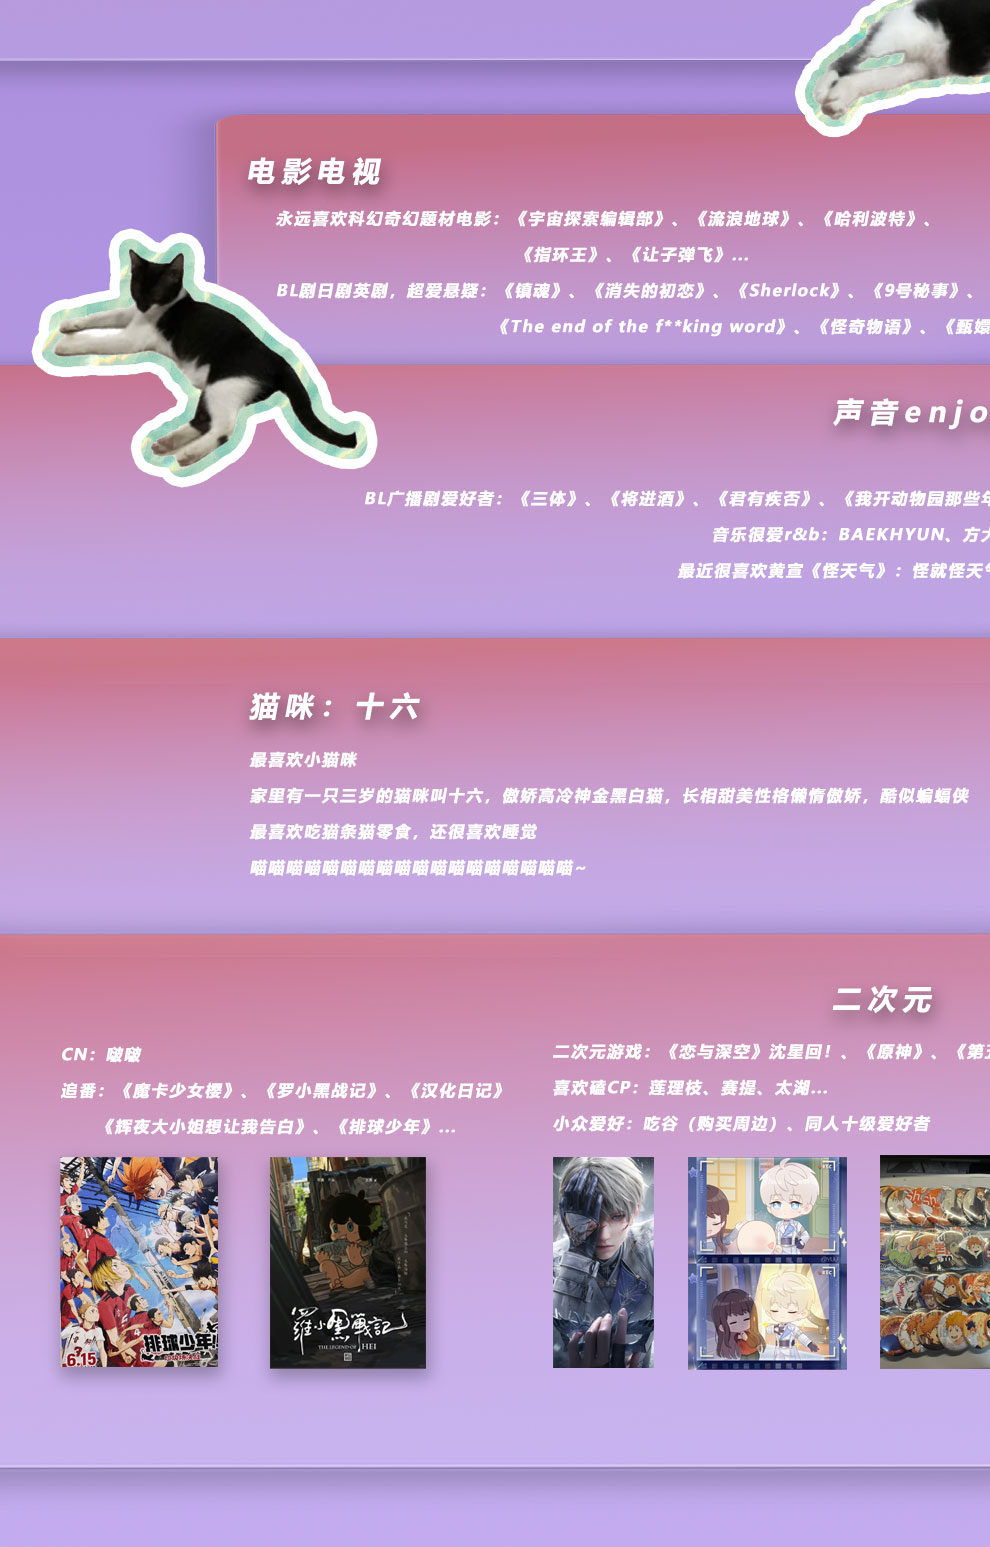 电影电视
永远喜欢科幻奇幻题材电影：《宇宙探索编辑部》、《流浪地球》、《哈利波特》、
《指环王》、《让子弹飞》...
BL剧日剧英剧，超爱悬疑：《镇魂》、《消失的初恋》、《Sherlock》、《9号秘事》、
《The end of the f**king word》、《怪奇物语》、《甄嬛
声音enjo
BL广播剧爱好者：《三体》、《将进酒》、《君有疾否》、《我开动物园那些年
音乐很爱r&b：BAEKHYUN、方大
最近很喜欢黄宣《怪天气》：怪就怪天气
猫咪：十六
最喜欢小猫咪
家里有一只三岁的猫咪叫十六，傲娇高冷神金黑白猫，长相甜美性格懒惰傲娇，酷似蝙蝠侠
最喜欢吃猫条猫零食，还很喜欢睡觉
喵喵喵喵喵喵喵喵喵喵喵喵喵喵喵喵喵喵~
二次元
CN：啵啵
追番：《魔卡少女樱》、《罗小黑战记》、《汉化日记》
《辉夜大小姐想让我告白》、《排球少年》...
二次元游戏：《恋与深空》沈星回！、《原神》、《第五
喜欢磕CP：莲理枝、赛提、太湖...
小众爱好：吃谷（购买周边）、同人十级爱好者
排球少年!!
6.15
羅小黑戰記
THE LEGEND OF HEI
REC
REC